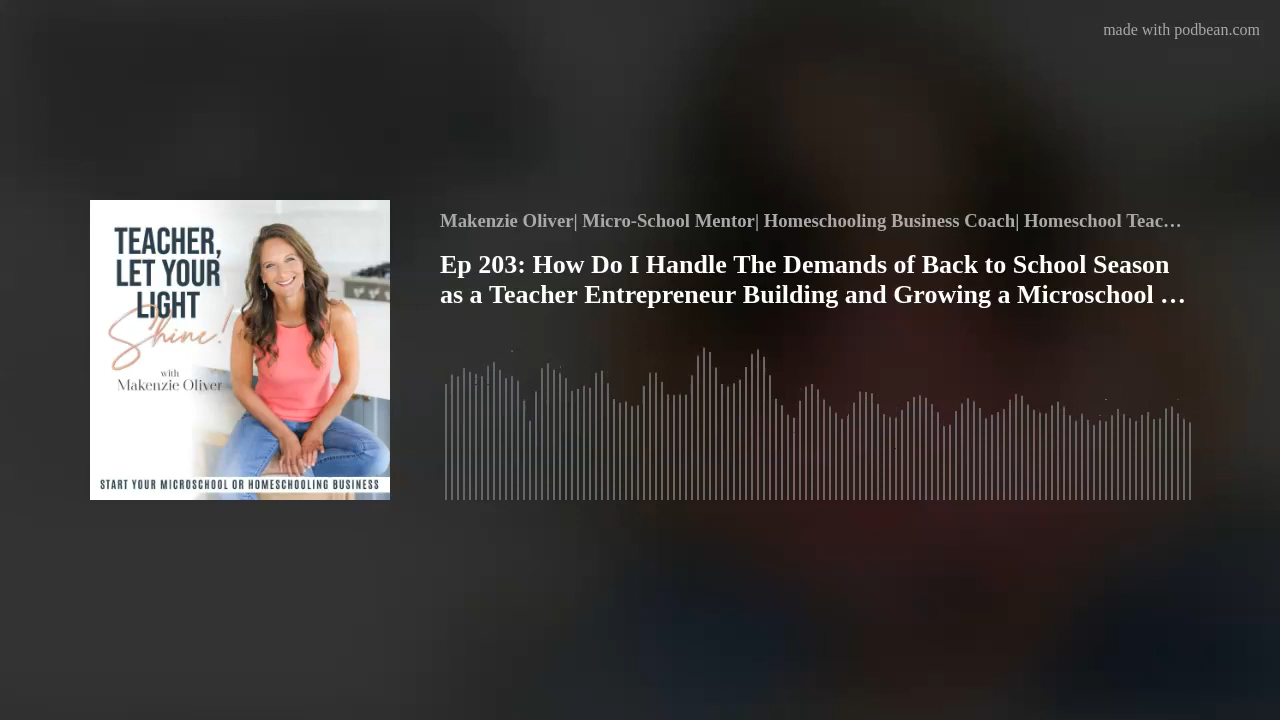 made with podbean.com
TEACHER,
LET YOUR
LIGHT
Shine!
with
Makenzie Oliver
START YOUR MICROSCHOOL OR HOMESCHOOLING BUSINESS
Makenzie Oliver| Micro-School Mentor| Homeschooling Business Coach| Homeschool Teac…
Ep 203: How Do I Handle The Demands of Back to School Season
as a Teacher Entrepreneur Building and Growing a Microschool …